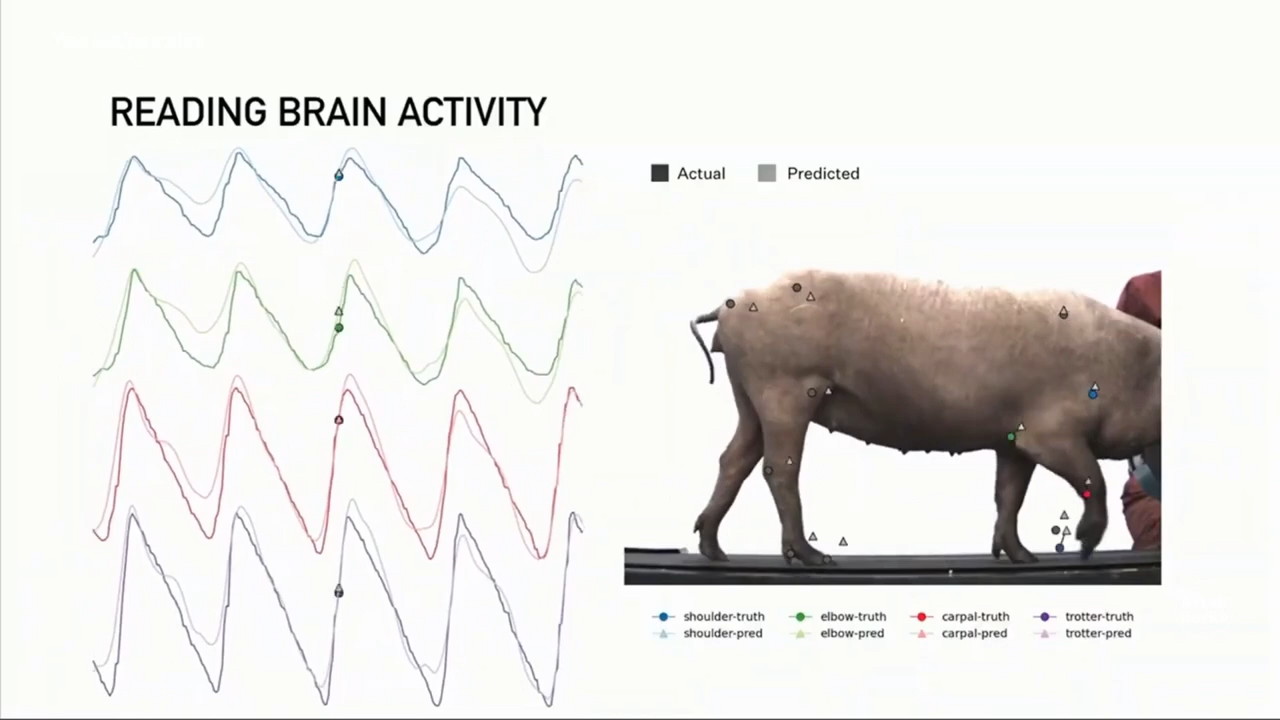 READING BRAIN ACTIVITY
Actual Predicted
shoulder-truth elbow-truth carpal-truth trotter-truth
shoulder-pred elbow-pred carpal-pred trotter-pred